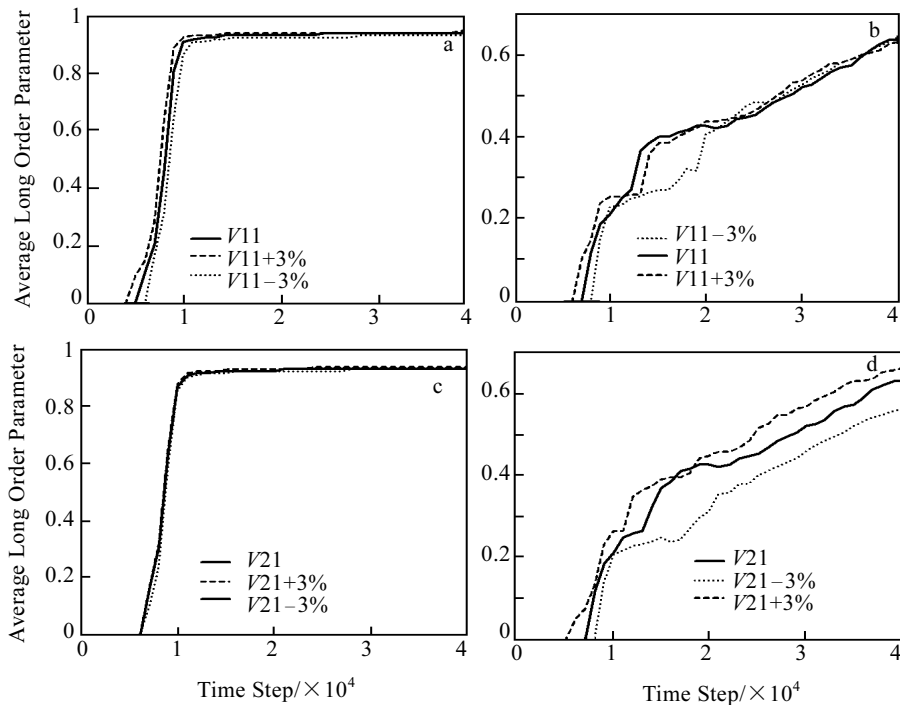 Average Long Order Parameter
1
0.8
0.6
0.4
0.2
0
a
V11
V11+3%
V11−3%
0 1 2 3 4
0.6
0.4
0.2
0
b
V11−3%
V11
V11+3%
0 1 2 3 4
Average Long Order Parameter
1
0.8
0.6
0.4
0.2
0
c
V21
V21+3%
V21−3%
0 1 2 3 4
Time Step/×10⁴
0.6
0.4
0.2
0
d
V21
V21−3%
V21+3%
0 1 2 3 4
Time Step/×10⁴